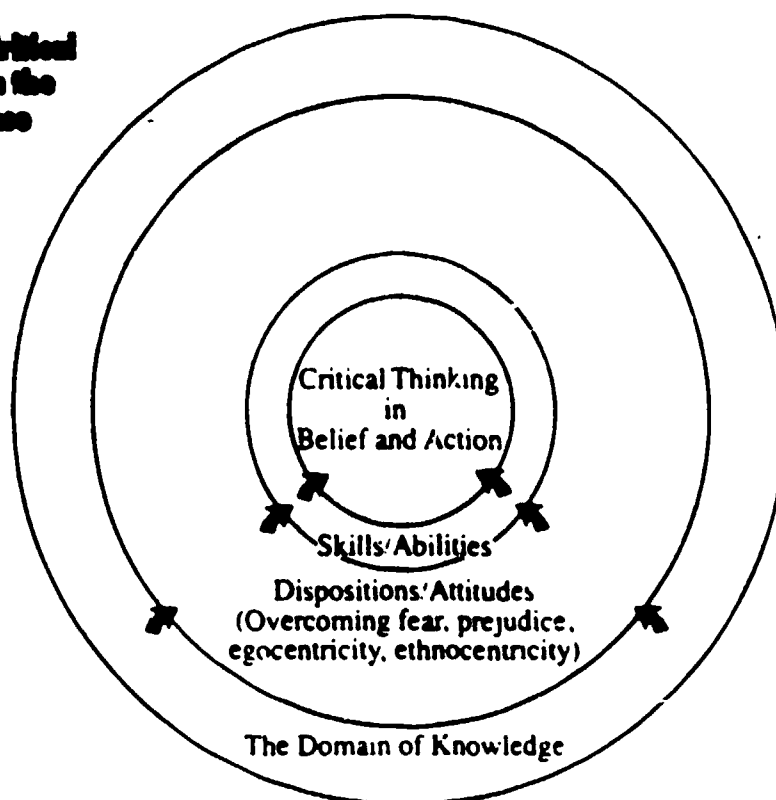 the
Critical Thinking
in
Belief and Action
Skills/Abilities
Dispositions/Attitudes
(Overcoming fear, prejudice,
egocentricity, ethnocentricity)
The Domain of Knowledge